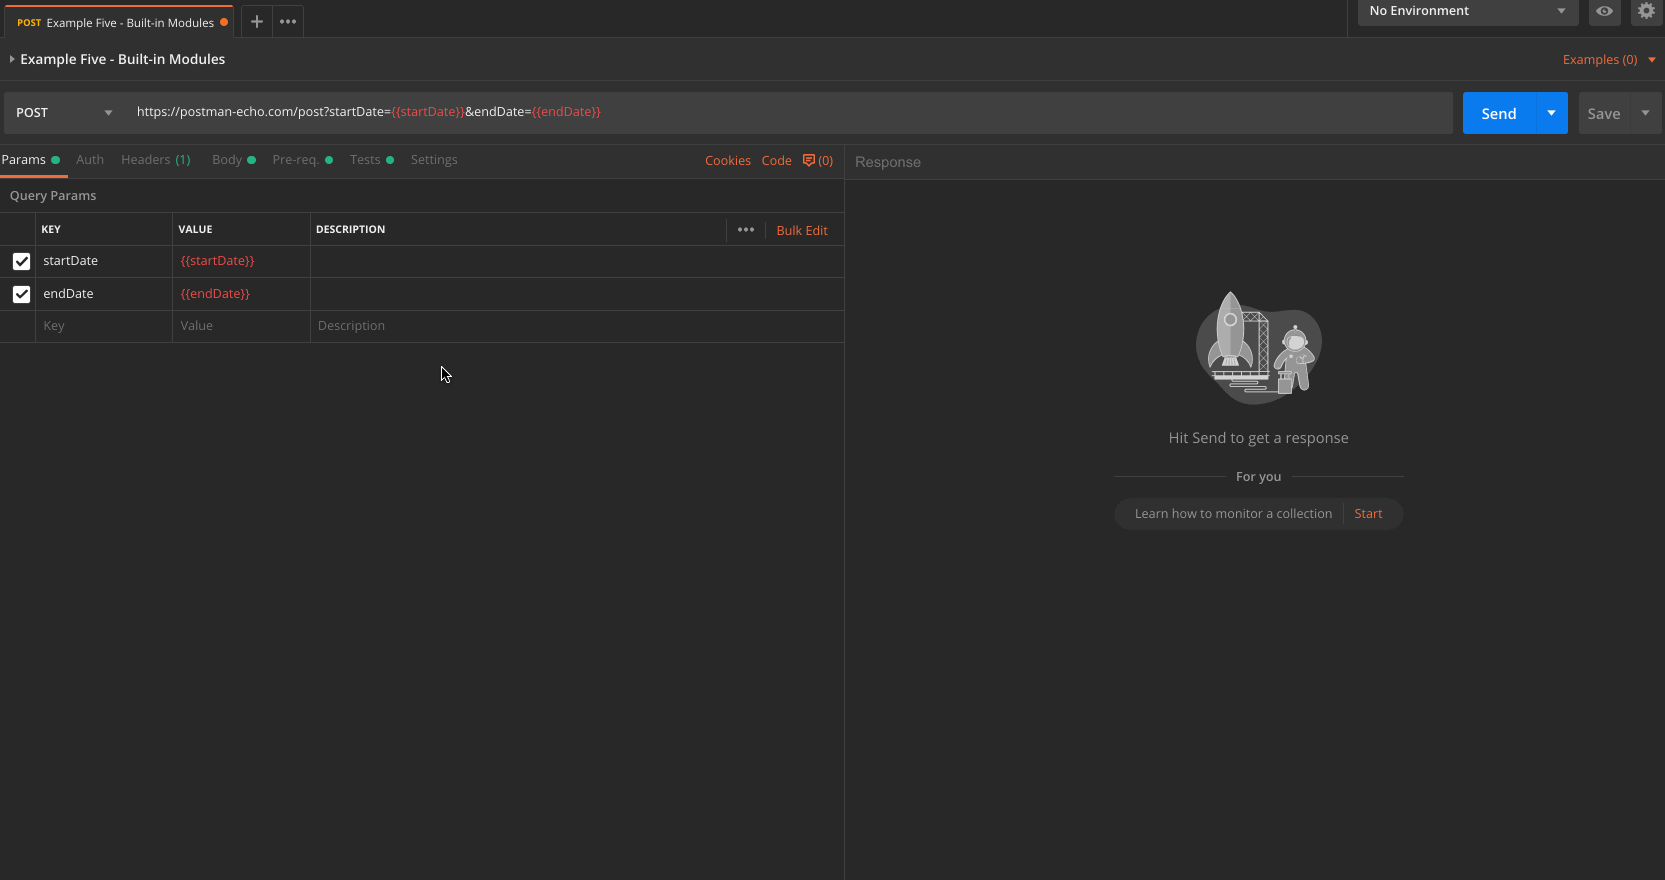 POST Example Five - Built-in Modules
No Environment
Example Five - Built-in Modules
Examples (0)
POST https://postman-echo.com/post?startDate={{startDate}}&endDate={{endDate}}
Send
Save
Params Auth Headers (1) Body Pre-req. Tests Settings
Cookies Code (0)
Response
Query Params
KEY VALUE DESCRIPTION
Bulk Edit
startDate {{startDate}}
endDate {{endDate}}
Key Value Description
Hit Send to get a response
For you
Learn how to monitor a collection Start